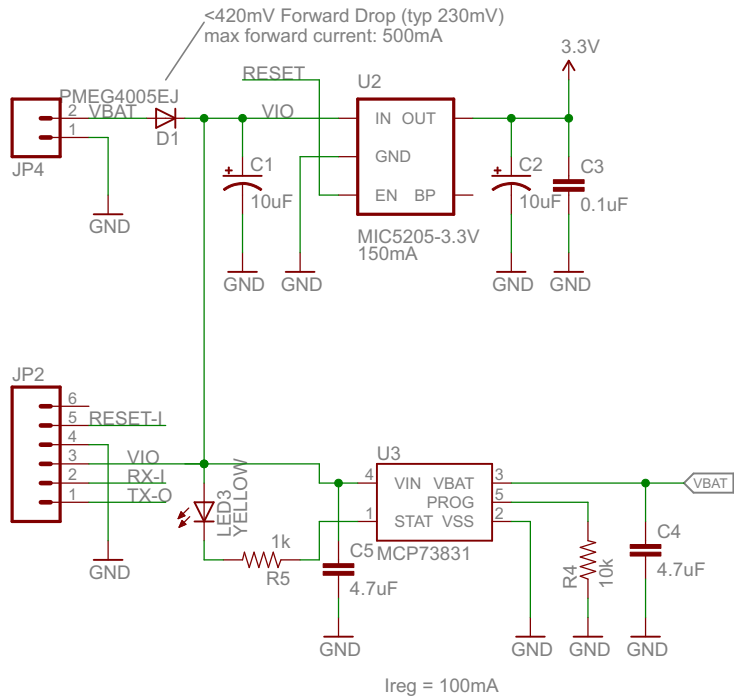 <420mV Forward Drop (typ 230mV)
max forward current: 500mA
3.3V
RESET
U2
PMEG4005EJ
2
VBAT
VIO
IN OUT
D1
1
GND
C1
C2
C3
JP4
EN BP
10uF
10uF
0.1uF
GND
MIC5205-3.3V
150mA
GND
GND
GND
GND
JP2
6
5
RESET-I
4
3
VIO
2
RX-I
1
TX-O
U3
4
VIN VBAT
3
VBAT
PROG
5
1
STAT VSS
2
LED3
YELLOW
1k
R5
C5
MCP73831
C4
4.7uF
R4
10k
4.7uF
GND
GND
GND
GND
GND
Ireg = 100mA